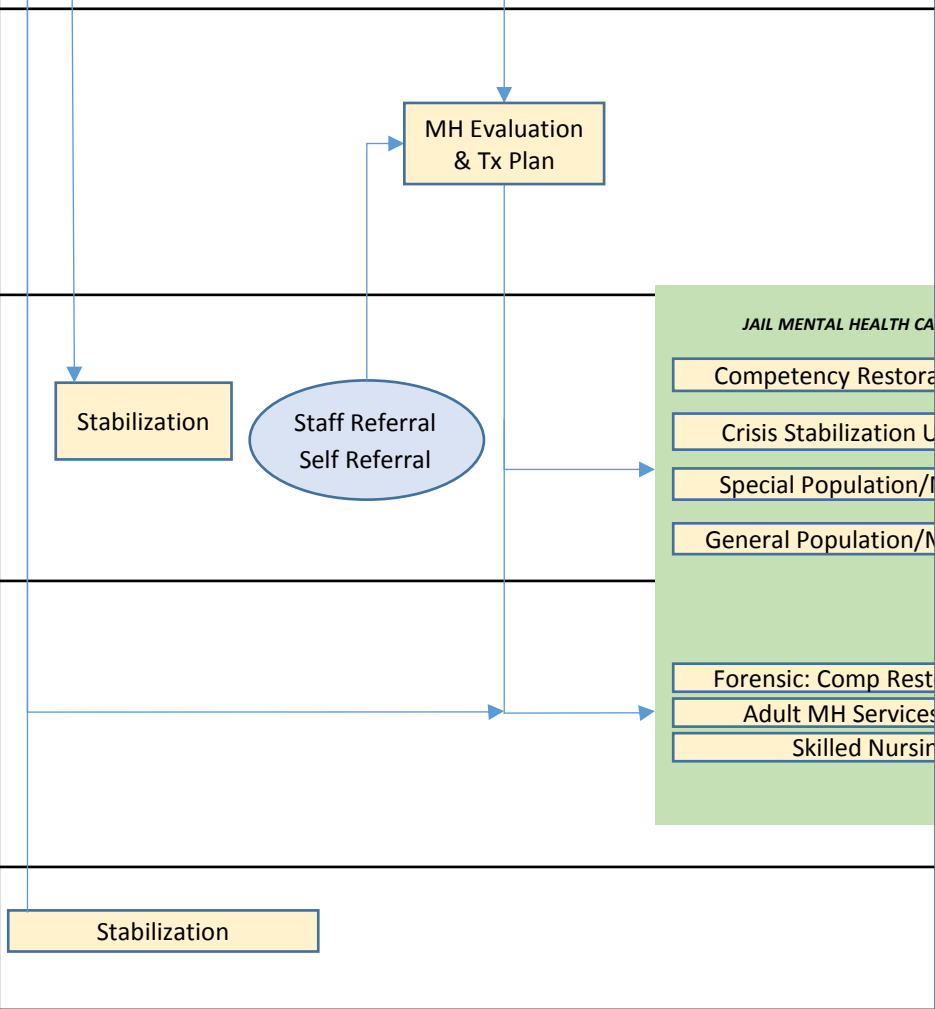 MH Evaluation
& Tx Plan
JAIL MENTAL HEALTH CA
Competency Restora
Stabilization
Staff Referral
Self Referral
Crisis Stabilization U
Special Population/
General Population/
Forensic: Comp Rest
Adult MH Services
Skilled Nursin
Stabilization